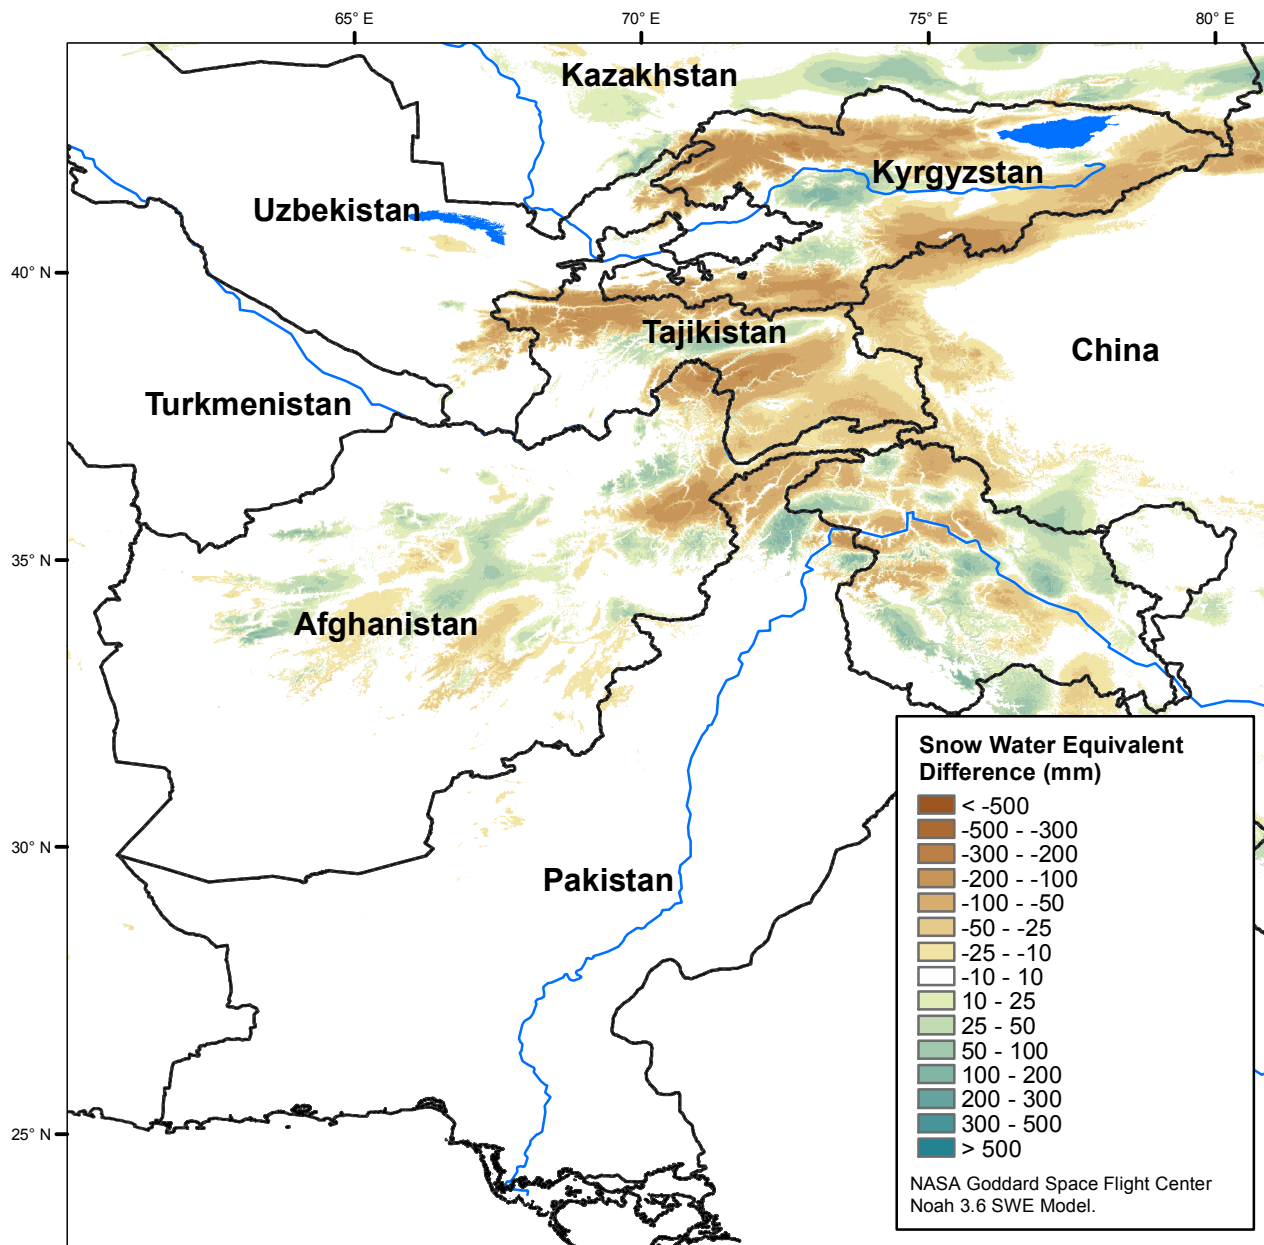 65° E
70° E
75° E
80° E
Kazakhstan
Kyrgyzstan
Uzbekistan
40° N
Tajikistan
China
Turkmenistan
35° N
Afghanistan
Snow Water Equivalent
Difference (mm)
< -500
-500 - -300
-300 - -200
-200 - -100
-100 - -50
-50 - -25
-25 - -10
-10 - 10
10 - 25
25 - 50
50 - 100
100 - 200
200 - 300
300 - 500
> 500
NASA Goddard Space Flight Center
Noah 3.6 SWE Model.
30° N
Pakistan
25° N